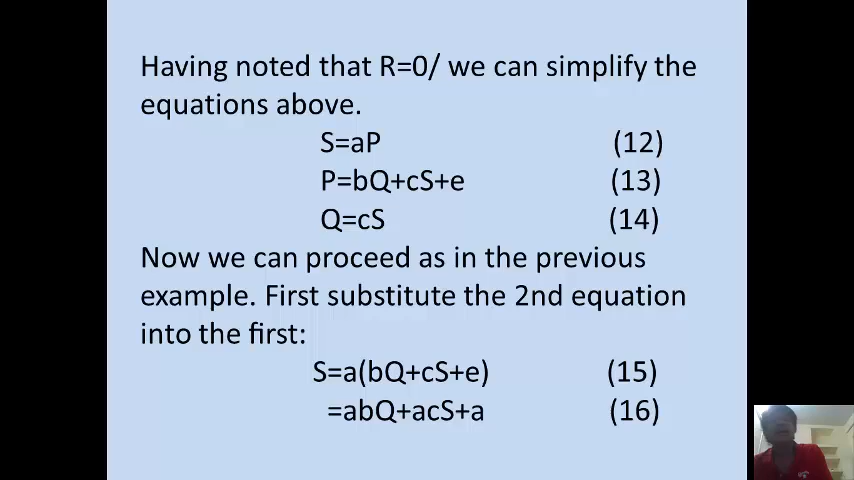 Having noted that R=0/ we can simplify the
equations above.
S=aP (12)
P=bQ+cS+e (13)
Q=cS (14)
Now we can proceed as in the previous
example. First substitute the 2nd equation
into the first:
S=a(bQ+cS+e) (15)
=abQ+acS+a (16)